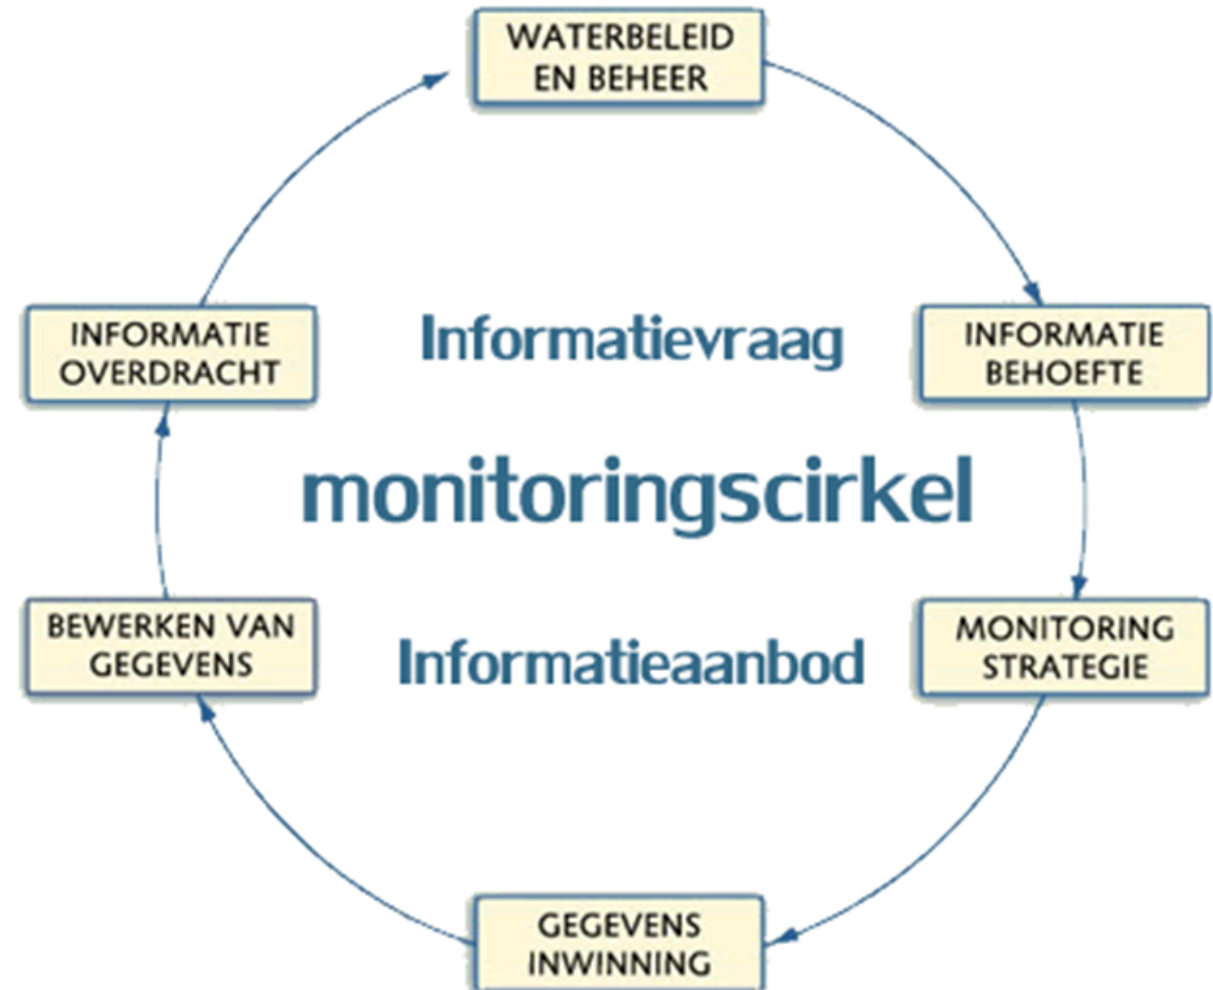 WATERBELEID
EN BEHEER
INFORMATIE
OVERDRACHT
Informatievraag
INFORMATIE
BEHOEFTE
monitoringscirkel
BEWERKEN VAN
GEGEVENS
Informatieaanbod
MONITORING
STRATEGIE
GEGEVENS
INWINNING